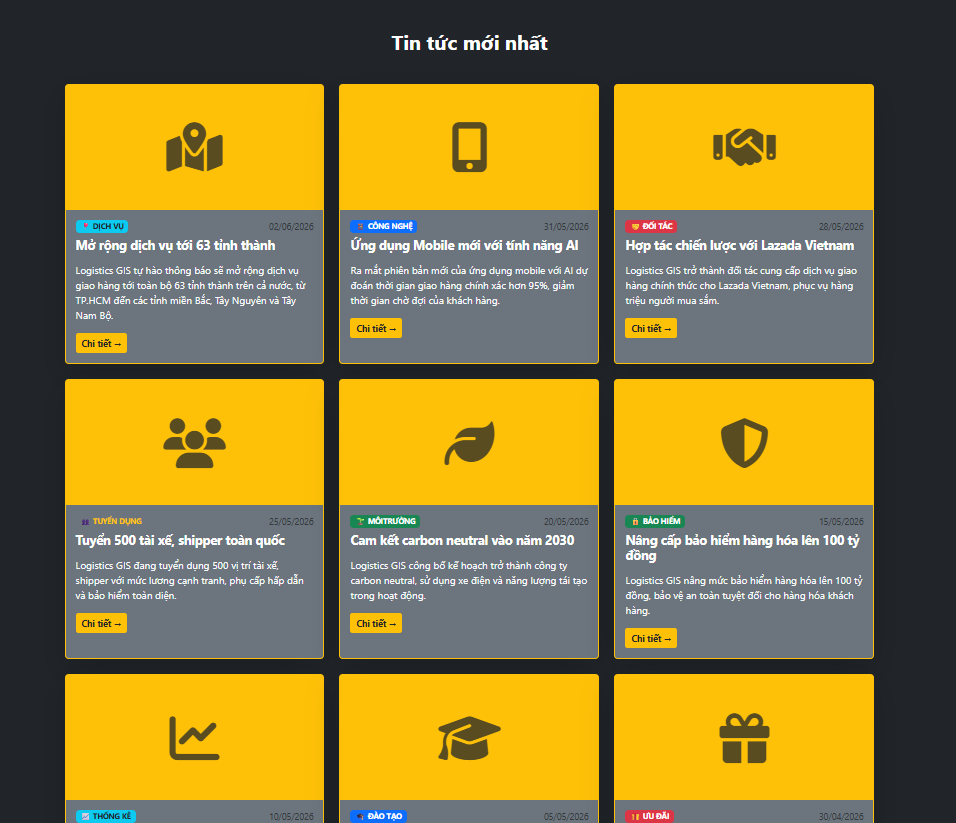 Tin tức mới nhất
DỊCH VỤ 02/06/2026
Mở rộng dịch vụ tới 63 tỉnh thành
Logistics GIS tự hào thông báo sẽ mở rộng dịch vụ
giao hàng tới toàn bộ 63 tỉnh thành trên cả nước, từ
TP.HCM đến các tỉnh miền Bắc, Tây Nguyên và Tây
Nam Bộ.
Chi tiết →
CÔNG NGHỆ 31/05/2026
Ứng dụng Mobile mới với tính năng AI
Ra mắt phiên bản mới của ứng dụng mobile với AI dự
đoán thời gian giao hàng chính xác hơn 95%, giảm
thời gian chờ đợi của khách hàng.
Chi tiết →
ĐỐI TÁC 28/05/2026
Hợp tác chiến lược với Lazada Vietnam
Logistics GIS trở thành đối tác cung cấp dịch vụ giao
hàng chính thức cho Lazada Vietnam, phục vụ hàng
triệu người mua sắm.
Chi tiết →
TUYỂN DỤNG 25/05/2026
Tuyển 500 tài xế, shipper toàn quốc
Logistics GIS đang tuyển dụng 500 vị trí tài xế,
shipper với mức lương cạnh tranh, phụ cấp hấp dẫn
và bảo hiểm toàn diện.
Chi tiết →
MÔITRƯỜNG 20/05/2026
Cam kết carbon neutral vào năm 2030
Logistics GIS công bố kế hoạch trở thành công ty
carbon neutral, sử dụng xe điện và năng lượng tái tạo
trong hoạt động.
Chi tiết →
BẢO HIỂM 15/05/2026
Nâng cấp bảo hiểm hàng hóa lên 100 tỷ
đồng
Logistics GIS nâng mức bảo hiểm hàng hóa lên 100 tỷ
đồng, bảo vệ an toàn tuyệt đối cho hàng hóa khách
hàng.
Chi tiết →
THỐNG KÊ 10/05/2026
ĐÀO TẠO 05/05/2026
ƯU ĐÃI 30/04/2026